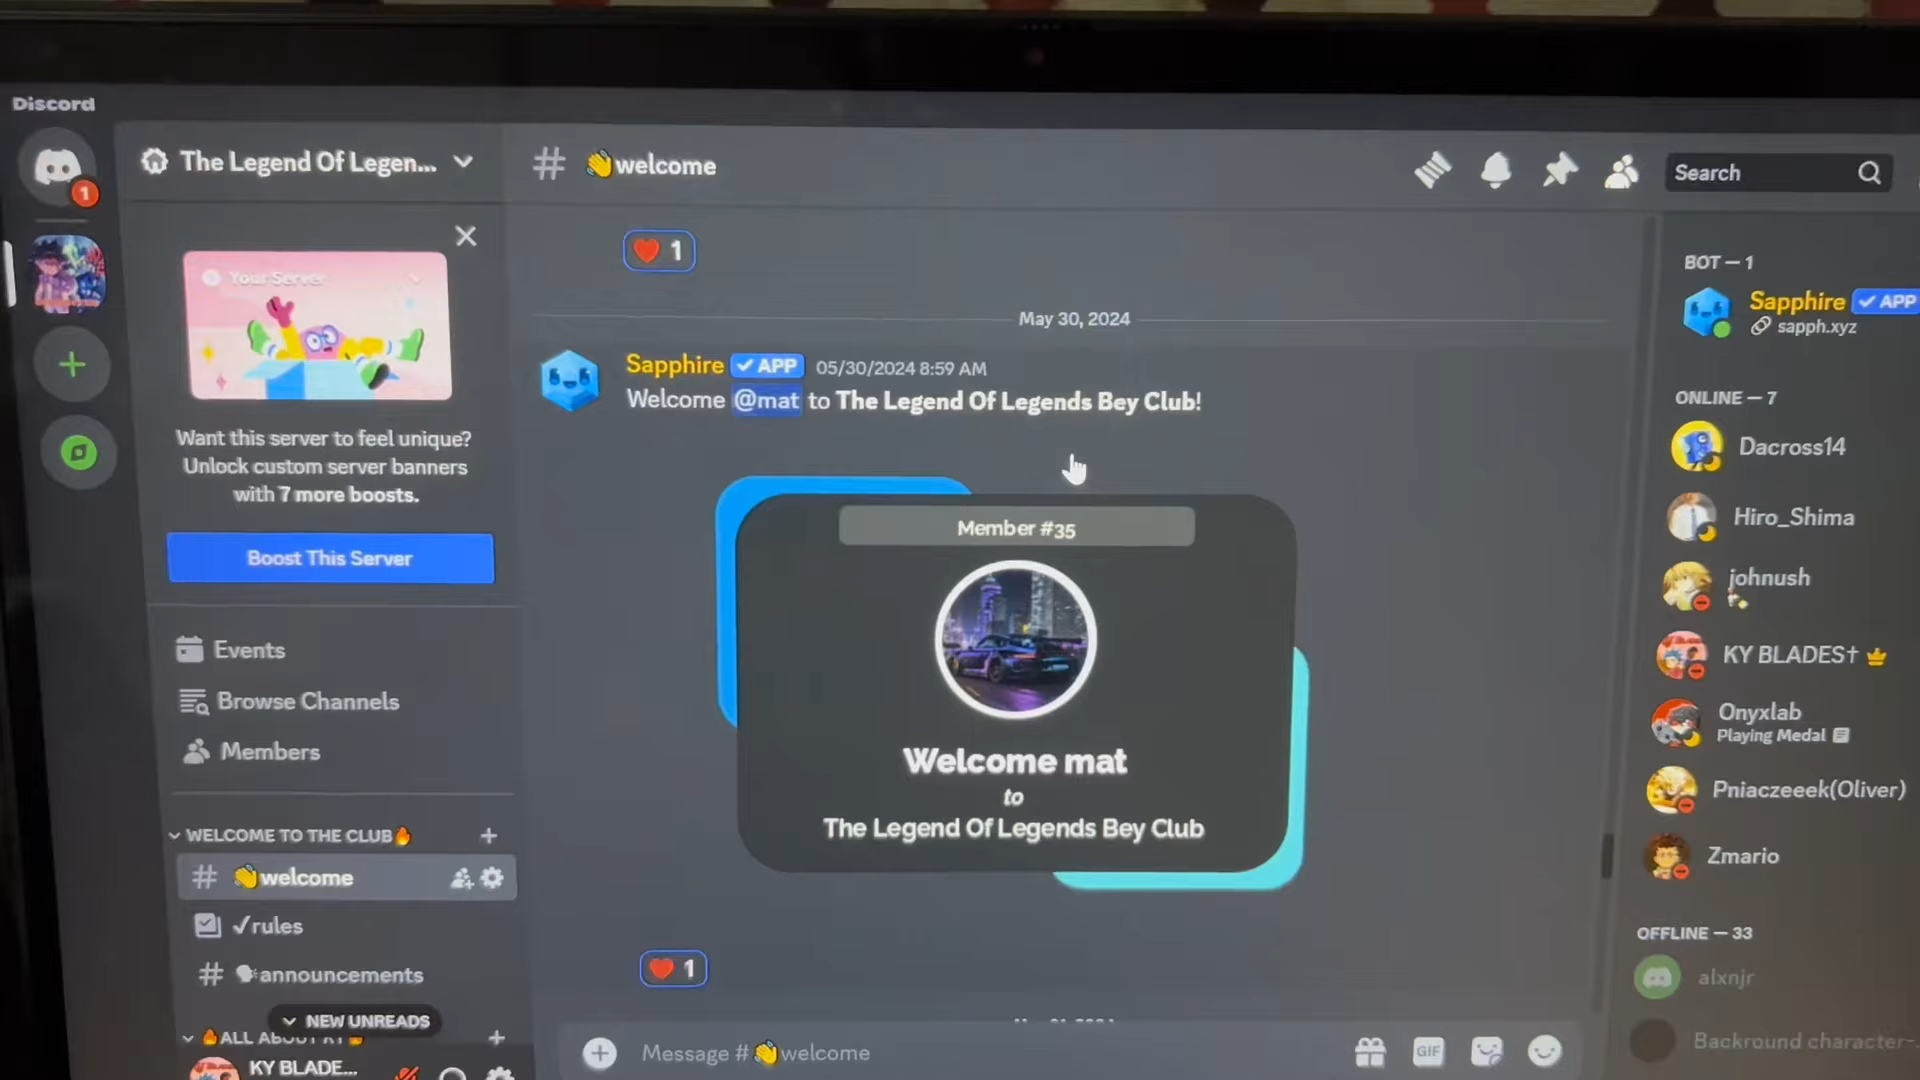 Discord
1
The Legend Of Legen...
Your Server
Want this server to feel unique?
Unlock custom server banners
with 7 more boosts.
Boost This Server
Events
Browse Channels
Members
WELCOME TO THE CLUB🔥
# 👋welcome
✓rules
# 🗣announcements
NEW UNREADS
KY BLADE...
# 👋welcome
Search
❤️ 1
May 30, 2024
Sapphire ✓ APP 05/30/2024 8:59 AM
Welcome @mat to The Legend Of Legends Bey Club!
Member #35
Welcome mat
to
The Legend Of Legends Bey Club
❤️ 1
Message # 👋welcome
GIF
BOT — 1
Sapphire ✓ APP
sapph.xyz
ONLINE — 7
Dacross14
Hiro_Shima
johnush
KY BLADES†
Onyxlab
Playing Medal
Pniaczeeek(Oliver)
Zmario
OFFLINE — 33
alxnjr
Backround character-